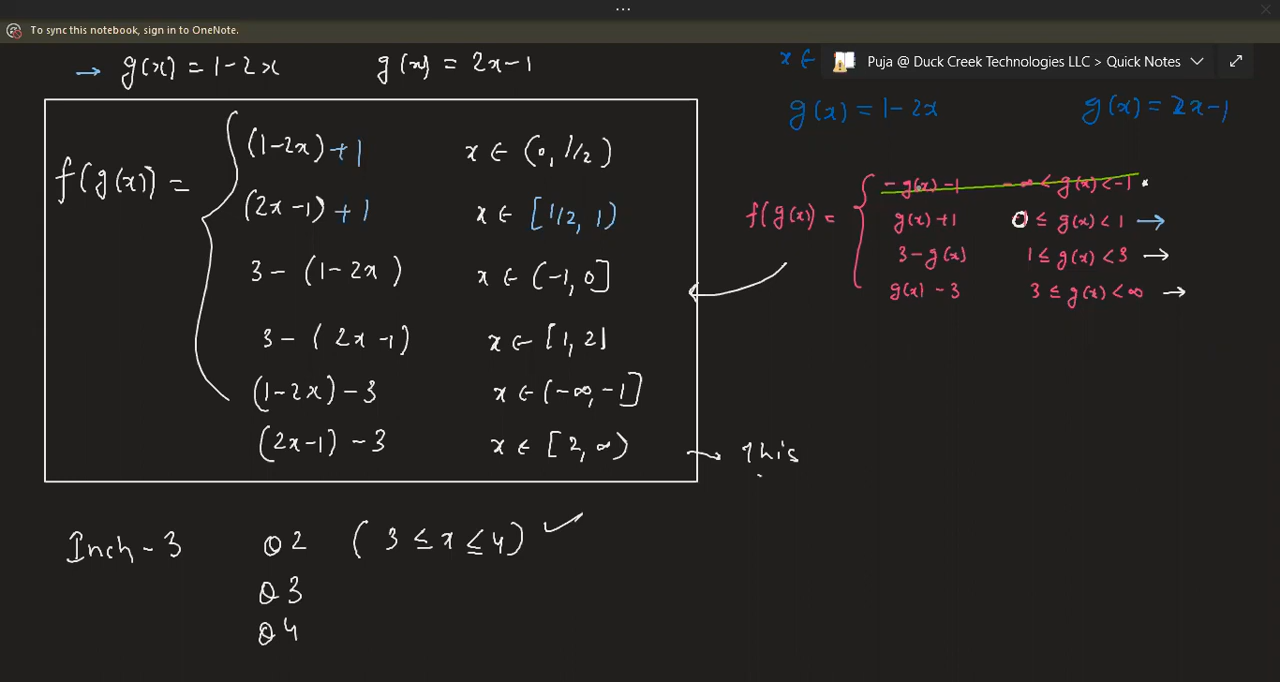 To sync this notebook, sign in to OneNote.
→ g(x) = 1-2x g(x) = 2x-1
x ∈
Puja @ Duck Creek Technologies LLC > Quick Notes
g(x) = 1-2x g(x) = 2x-1
f(g(x)) =
(1-2x) +1 x ∈ (0, 1/2)
(2x-1) +1 x ∈ [1/2, 1)
3 - (1-2x) x ∈ (-1, 0]
3 - (2x-1) x ∈ [1, 2]
(1-2x) - 3 x ∈ (-∞, -1]
(2x-1) - 3 x ∈ [2, ∞) → This
f(g(x)) =
-g(x) -1 -∞ < g(x) < -1
g(x) +1 0 ≤ g(x) < 1 →
3 - g(x) 1 ≤ g(x) < 3 →
g(x) - 3 3 ≤ g(x) < ∞ →
Inch - 3 Q2 (3 ≤ x ≤ 4) ✓
Q3
Q4